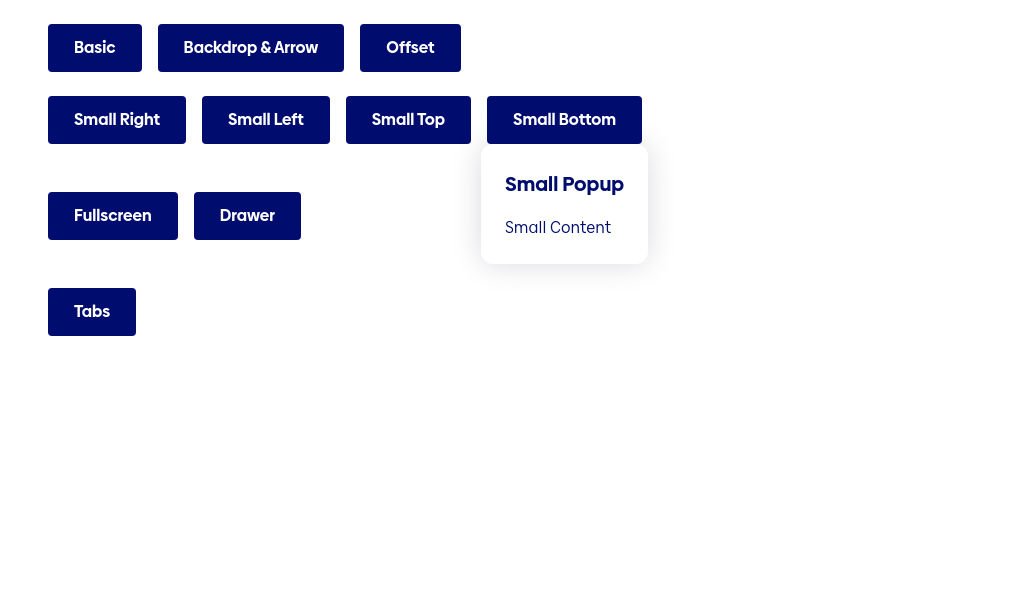 Basic
Backdrop & Arrow
Offset
Small Right
Small Left
Small Top
Small Bottom
Small Popup
Small Content
Fullscreen
Drawer
Tabs